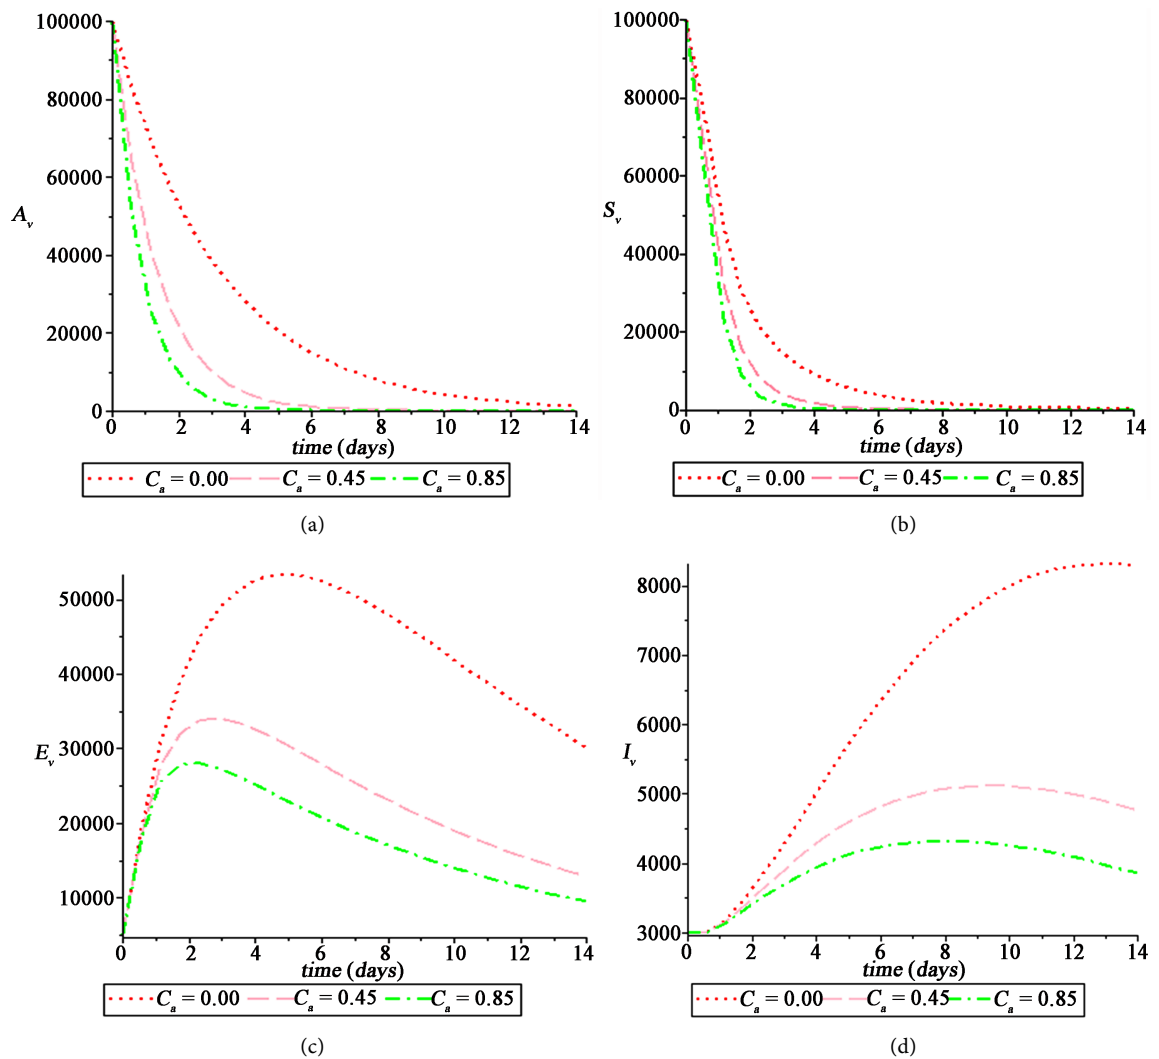 100000
80000
60000
A_v
40000
20000
0
0 2 4 6 8 10 12 14
time (days)
C_a = 0.00 C_a = 0.45 C_a = 0.85
(a)
100000
80000
60000
S_v
40000
20000
0
0 2 4 6 8 10 12 14
time (days)
C_a = 0.00 C_a = 0.45 C_a = 0.85
(b)
50000
40000
30000
E_v
20000
10000
0 2 4 6 8 10 12 14
time (days)
C_a = 0.00 C_a = 0.45 C_a = 0.85
(c)
8000
7000
6000
I_v
5000
4000
3000
0 2 4 6 8 10 12 14
time (days)
C_a = 0.00 C_a = 0.45 C_a = 0.85
(d)